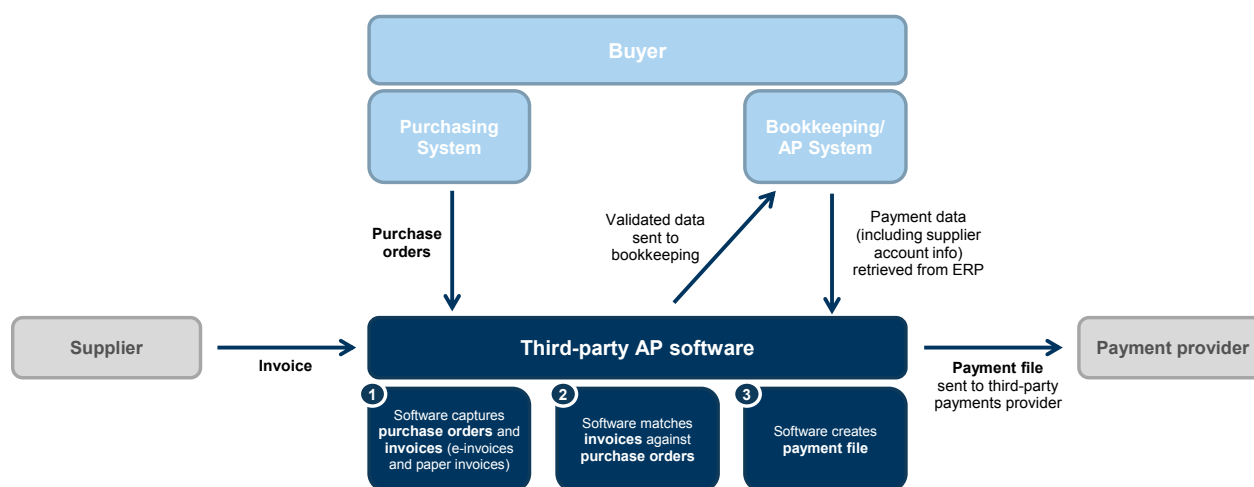 Buyer
Purchasing
System
Bookkeeping/
AP System
Purchase
orders
Validated data
sent to
bookkeeping
Payment data
(including supplier
account info)
retrieved from ERP
Supplier
Invoice
Third-party AP software
Payment file
sent to third-party
payments provider
Payment provider
1
Software captures
purchase orders and
invoices (e-invoices
and paper invoices)
2
Software matches
invoices against
purchase orders
3
Software creates
payment file